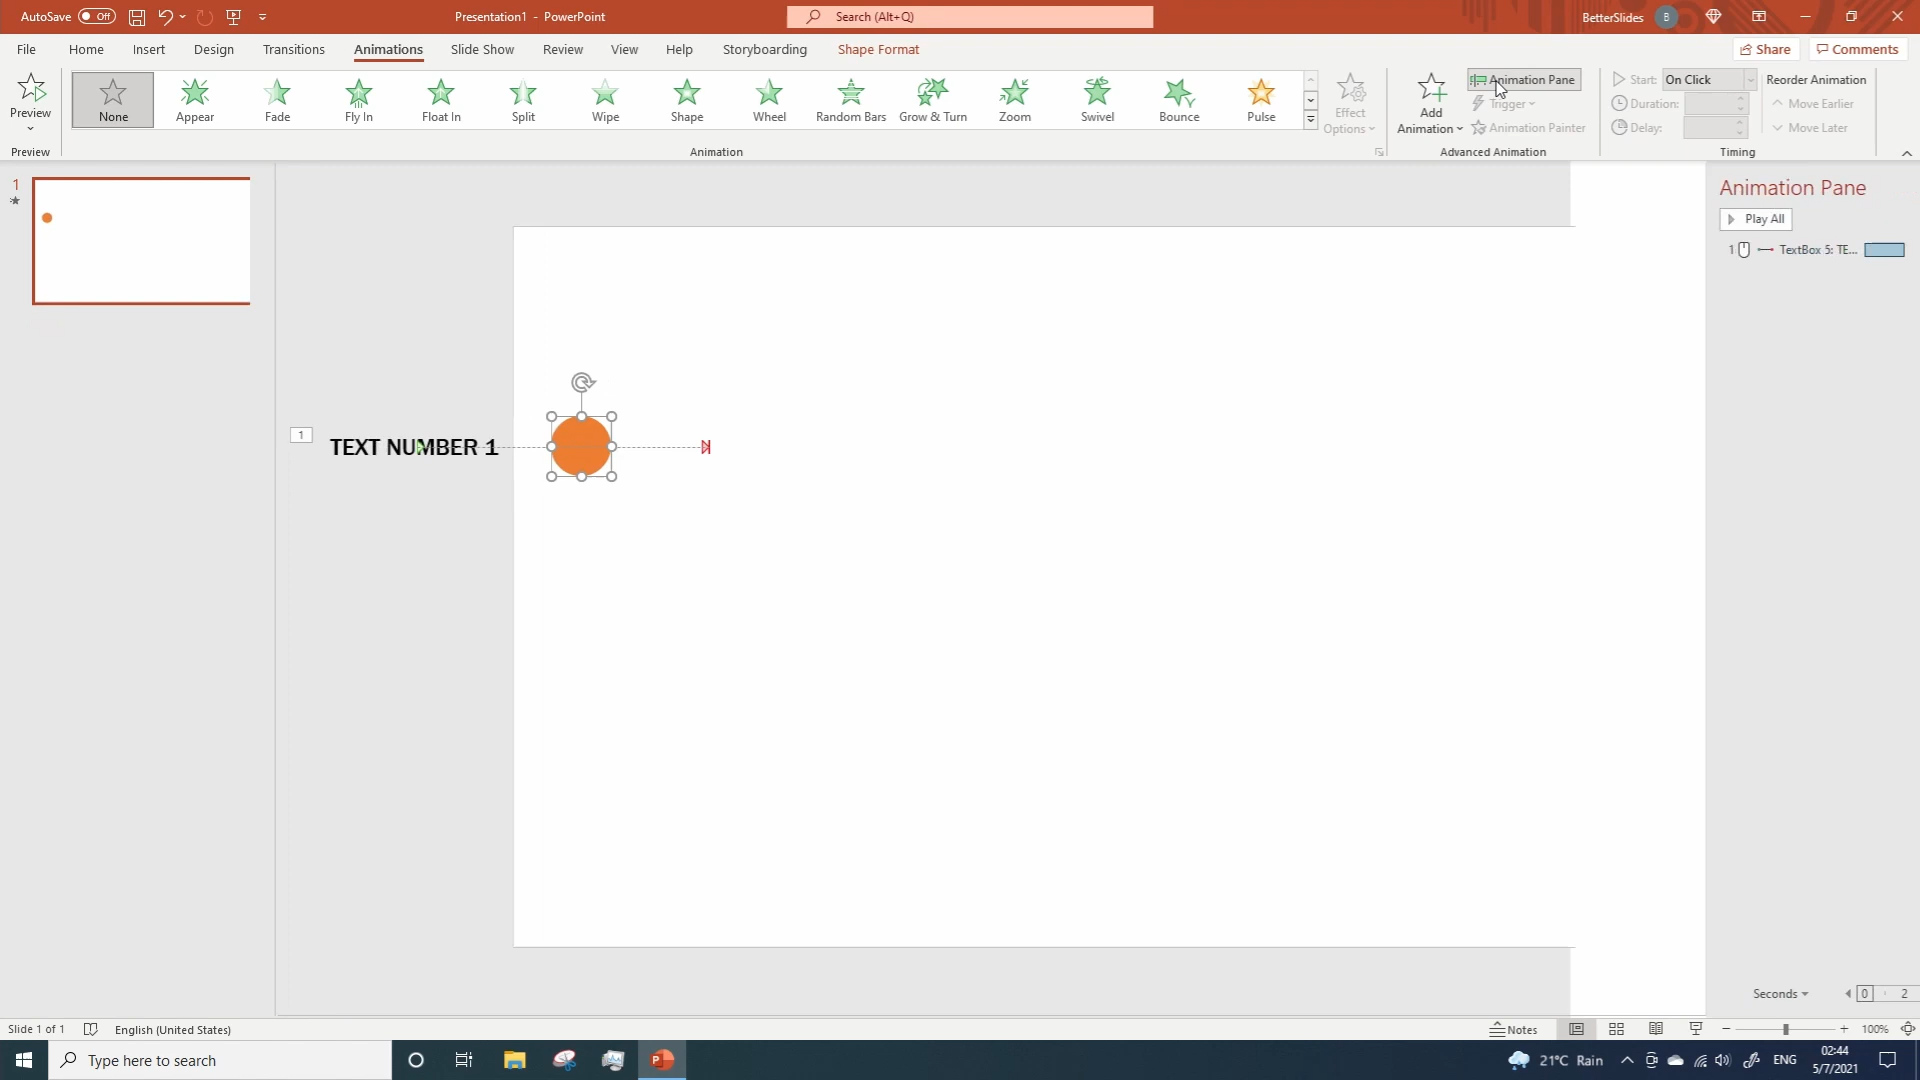 AutoSave Off
Presentation1 - PowerPoint
Search (Alt+Q)
BetterSlides B
File Home Insert Design Transitions Animations Slide Show Review View Help Storyboarding Shape Format
Share Comments
Preview
Preview
None Appear Fade Fly In Float In Split Wipe Shape Wheel Random Bars Grow & Turn Zoom Swivel Bounce Pulse
Animation
Effect Options
Add Animation
Animation Pane
Trigger
Animation Painter
Advanced Animation
Start: On Click
Duration:
Delay:
Timing
Reorder Animation
Move Earlier
Move Later
1
1
TEXT NUMBER 1
Animation Pane
Play All
1 TextBox 5: TE...
Seconds 0 2
Slide 1 of 1 English (United States)
Notes 100%
Type here to search
P
21°C Rain ENG 02:44
5/7/2021